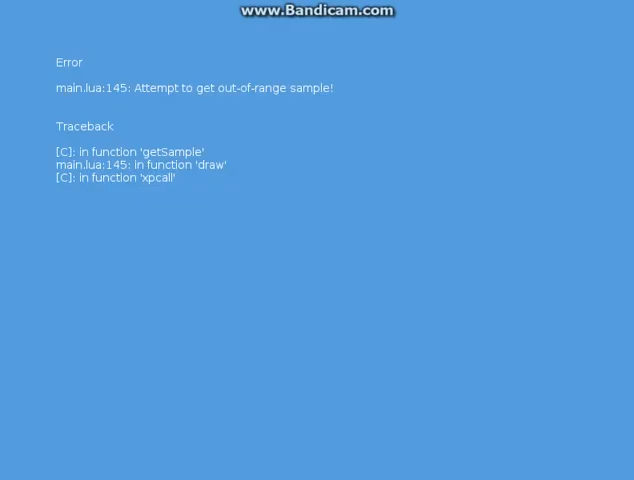 www.Bandicam.com
Error
main.lua:145: Attempt to get out-of-range sample!
Traceback
[C]: in function 'getSample'
main.lua:145: in function 'draw'
[C]: in function 'xpcall'